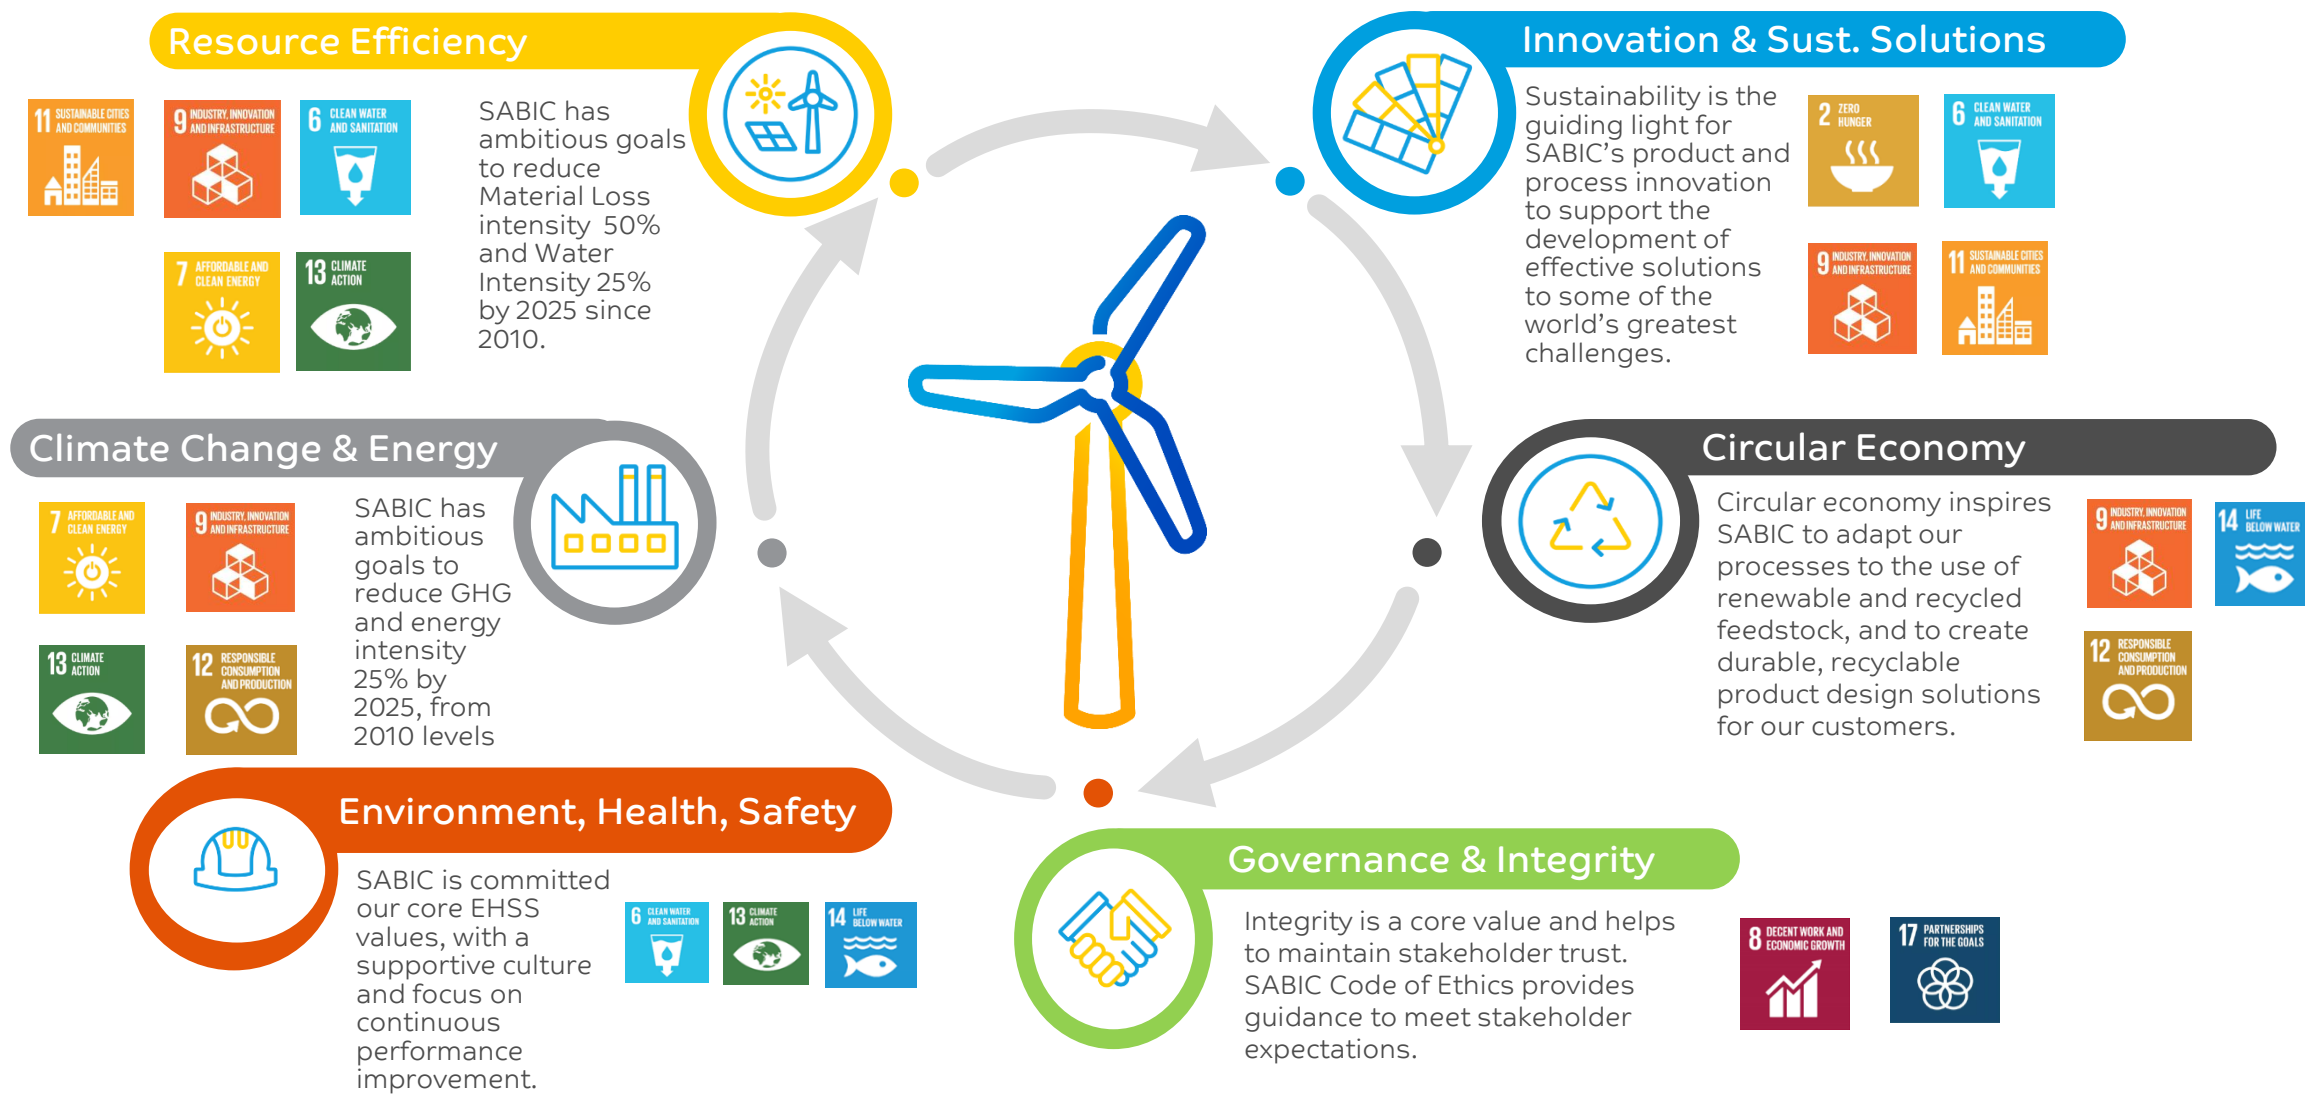 Resource Efficiency
11 SUSTAINABLE CITIES
AND COMMUNITIES
9 INDUSTRY, INNOVATION
AND INFRASTRUCTURE
6 CLEAN WATER
AND SANITATION
7 AFFORDABLE AND
CLEAN ENERGY
13 CLIMATE
ACTION
SABIC has
ambitious goals
to reduce
Material Loss
intensity 50%
and Water
Intensity 25%
by 2025 since
2010.
Innovation & Sust. Solutions
Sustainability is the
guiding light for
SABIC's product and
process innovation
to support the
development of
effective solutions
to some of the
world's greatest
challenges.
2 ZERO
HUNGER
6 CLEAN WATER
AND SANITATION
9 INDUSTRY, INNOVATION
AND INFRASTRUCTURE
11 SUSTAINABLE CITIES
AND COMMUNITIES
Climate Change & Energy
7 AFFORDABLE AND
CLEAN ENERGY
9 INDUSTRY, INNOVATION
AND INFRASTRUCTURE
13 CLIMATE
ACTION
12 RESPONSIBLE
CONSUMPTION
AND PRODUCTION
SABIC has
ambitious
goals to
reduce GHG
and energy
intensity
25% by
2025, from
2010 levels
Circular Economy
Circular economy inspires
SABIC to adapt our
processes to the use of
renewable and recycled
feedstock, and to create
durable, recyclable
product design solutions
for our customers.
9 INDUSTRY, INNOVATION
AND INFRASTRUCTURE
14 LIFE
BELOW WATER
12 RESPONSIBLE
CONSUMPTION
AND PRODUCTION
Environment, Health, Safety
SABIC is committed
our core EHSS
values, with a
supportive culture
and focus on
continuous
performance
improvement.
6 CLEAN WATER
AND SANITATION
13 CLIMATE
ACTION
14 LIFE
BELOW WATER
Governance & Integrity
Integrity is a core value and helps
to maintain stakeholder trust.
SABIC Code of Ethics provides
guidance to meet stakeholder
expectations.
8 DECENT WORK AND
ECONOMIC GROWTH
17 PARTNERSHIPS
FOR THE GOALS